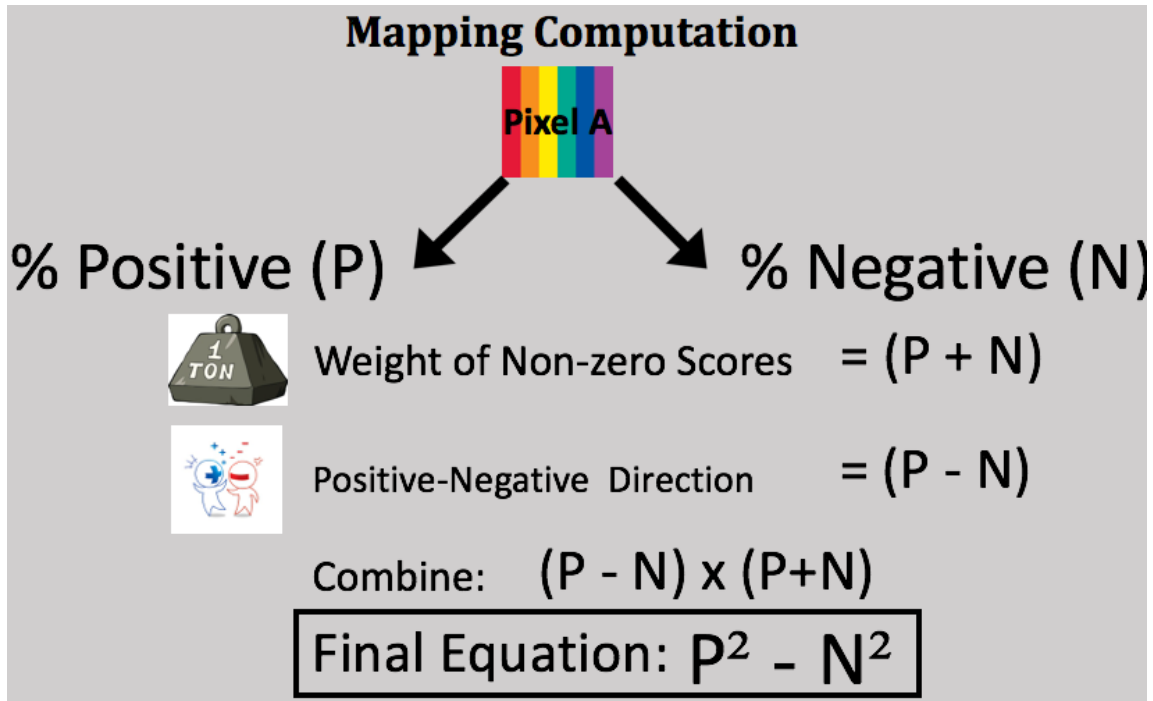 Mapping Computation
Pixel A
% Positive (P)
% Negative (N)
1
TON
Weight of Non-zero Scores = (P + N)
Positive-Negative Direction = (P - N)
Combine: (P - N) x (P+N)
Final Equation: P² - N²